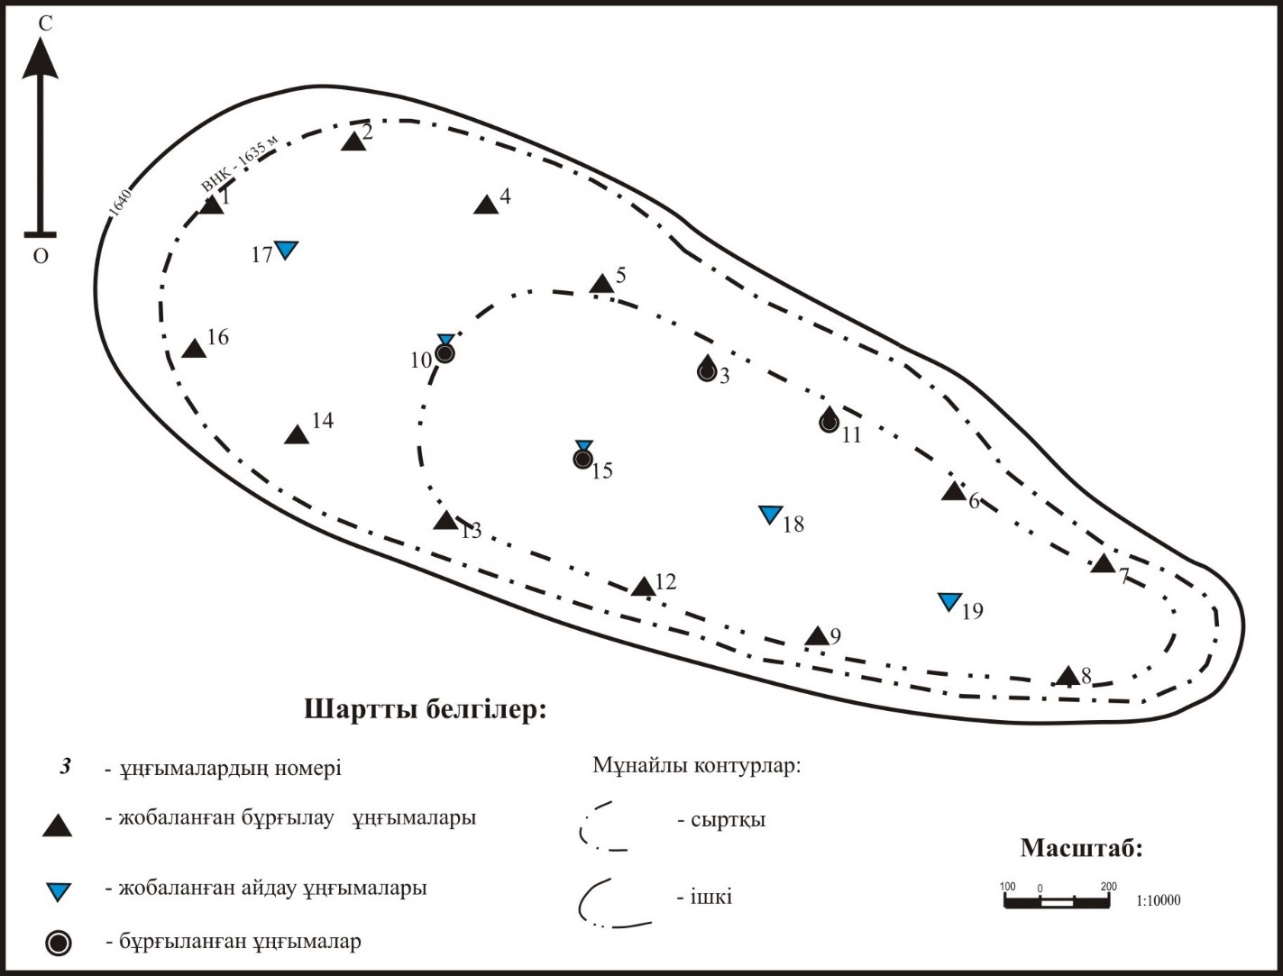 С
О
1640
ВНК - 1635 м
1
2
4
17
5
16
10
3
14
11
15
6
13
18
7
12
19
9
8
Шартты белгілер:
3 - ұңғымалардың номері
- жобаланған бұрғылау ұңғымалары
- жобаланған айдау ұңғымалары
- бұрғыланған ұңғымалар
Мұнайлы контурлар:
- сыртқы
- ішкі
Масштаб:
100 0 200
1:10000